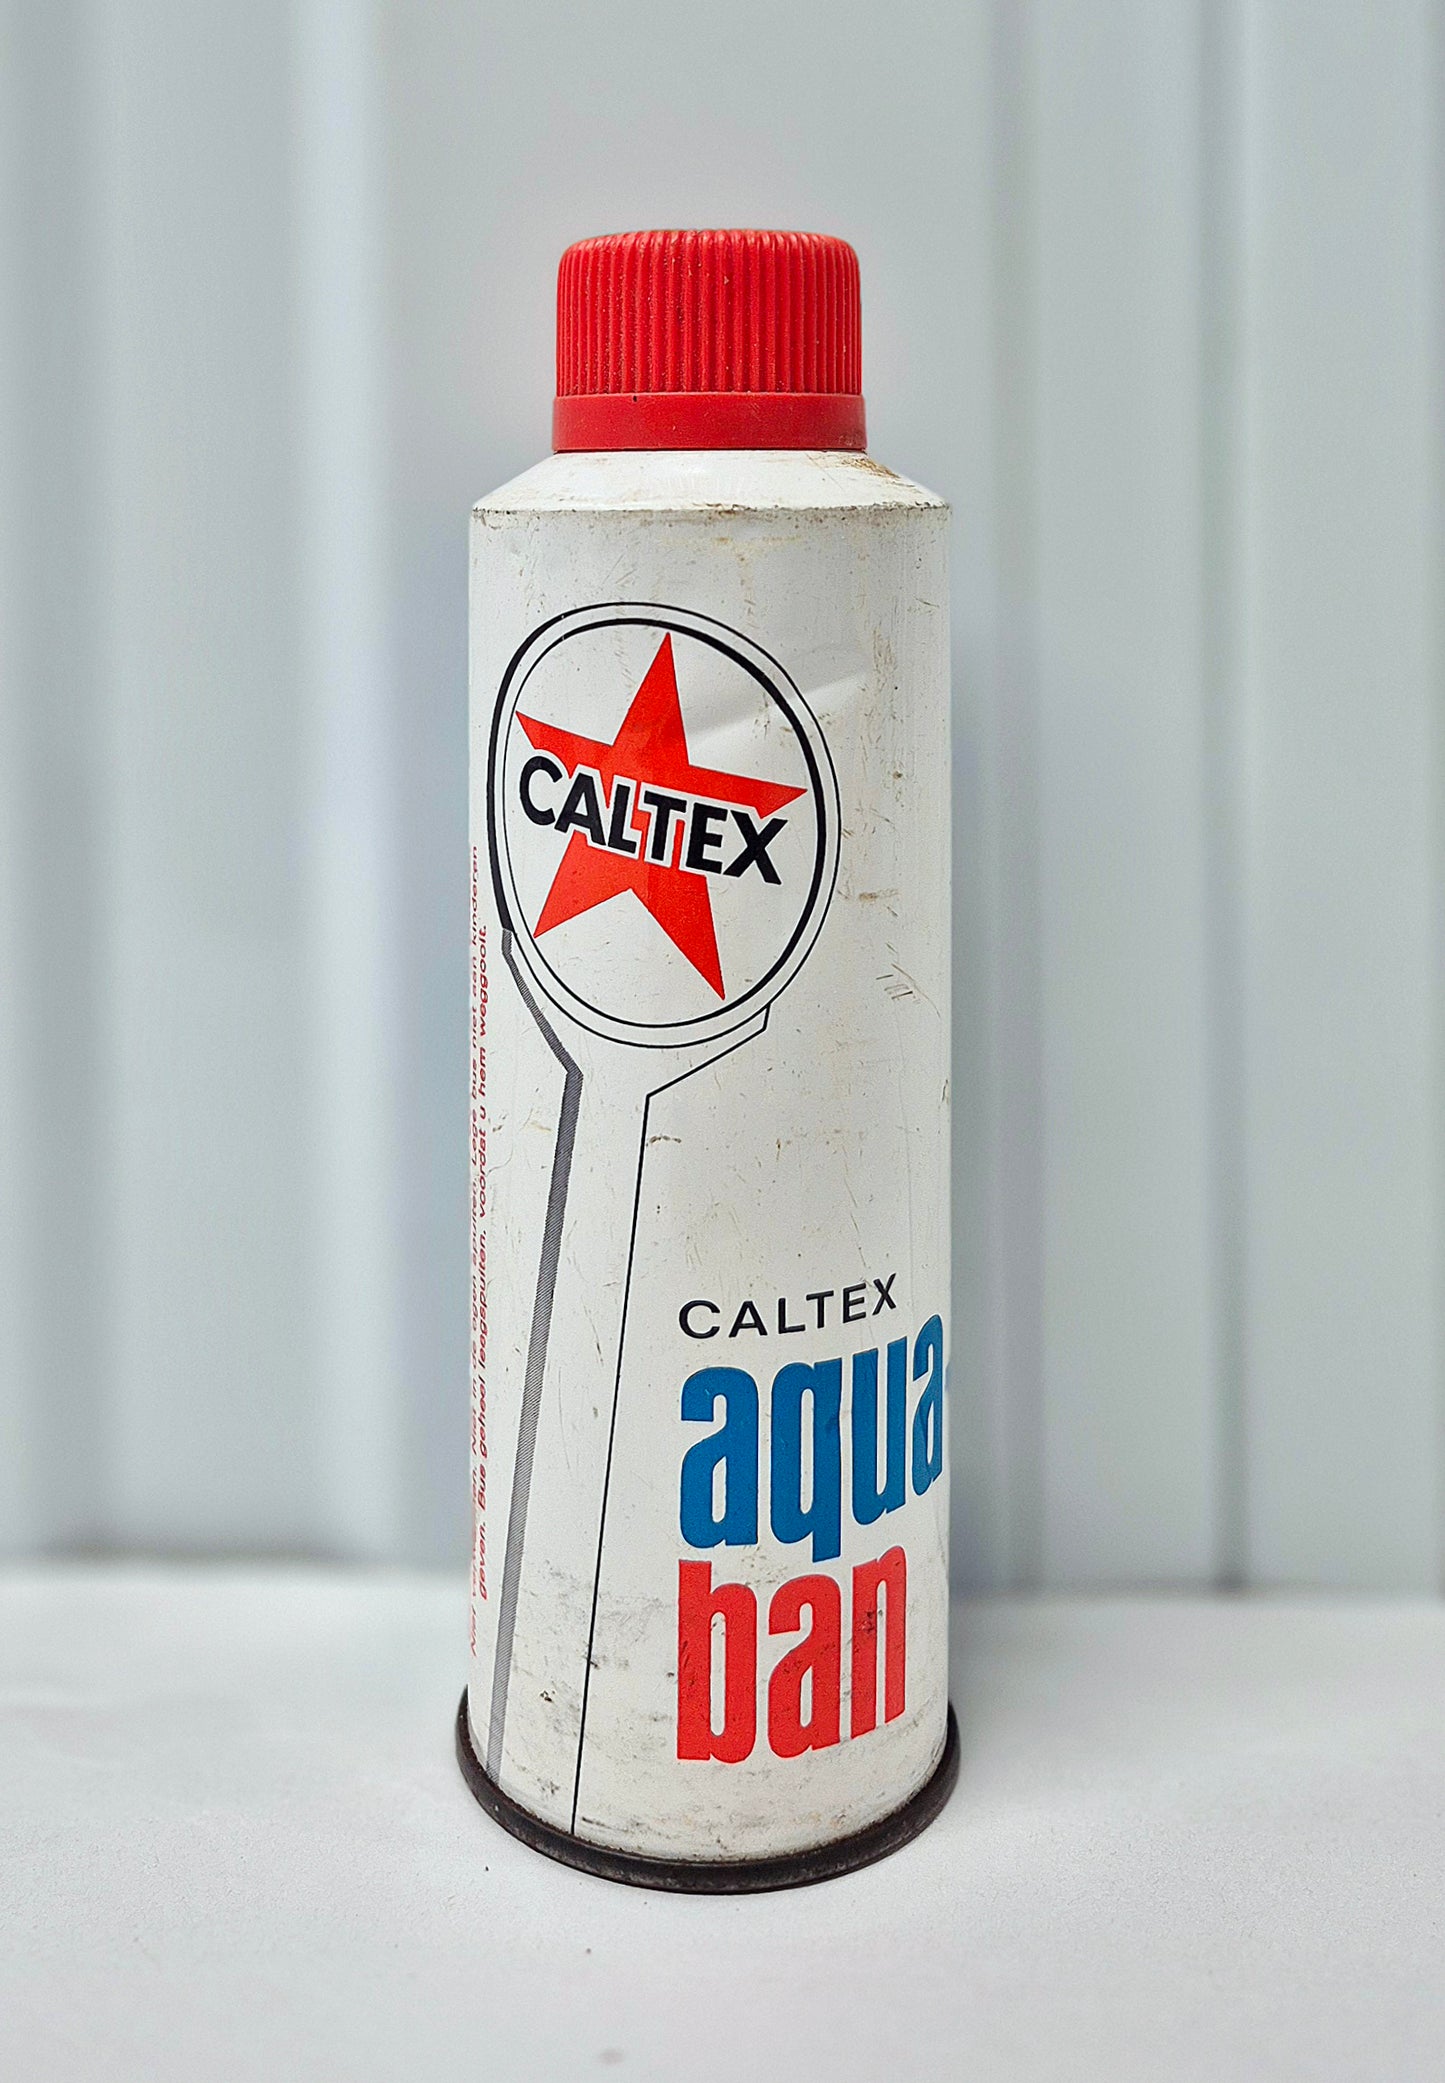 CALTEX
CALTEX
aqua
ban
Niet in de ogen spuiten. Lege bus niet aan kinderen
geven. Bus geheel leegspuiten, voordat u hem weggooit.